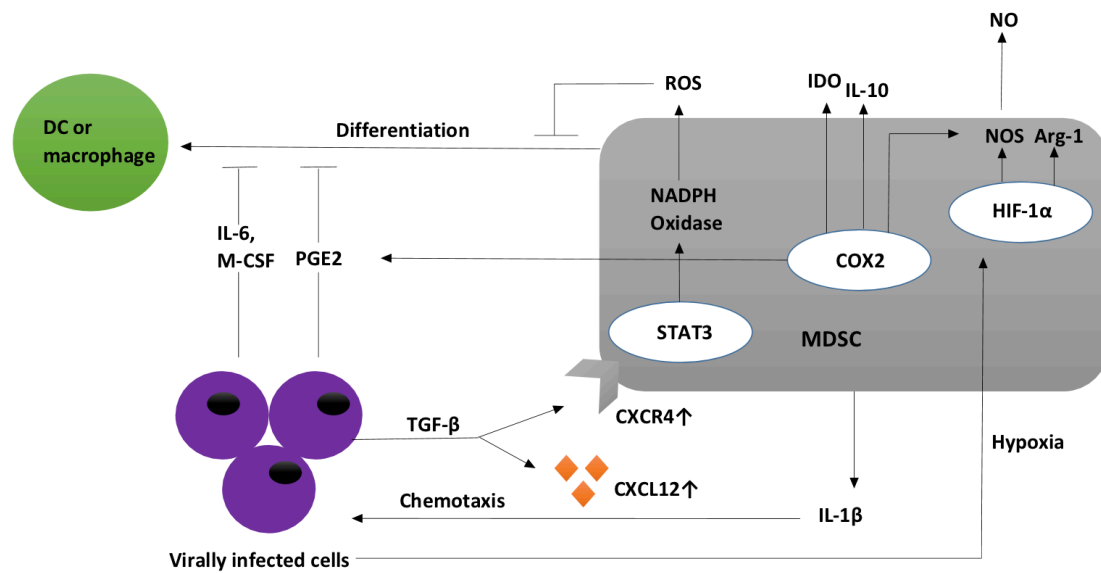 NO
ROS
IDO
IL-10
DC or
macrophage
Differentiation
NOS
Arg-1
NADPH
Oxidase
HIF-1α
IL-6,
M-CSF
PGE2
COX2
STAT3
MDSC
TGF-β
CXCR4↑
Hypoxia
CXCL12↑
Chemotaxis
IL-1β
Virally infected cells